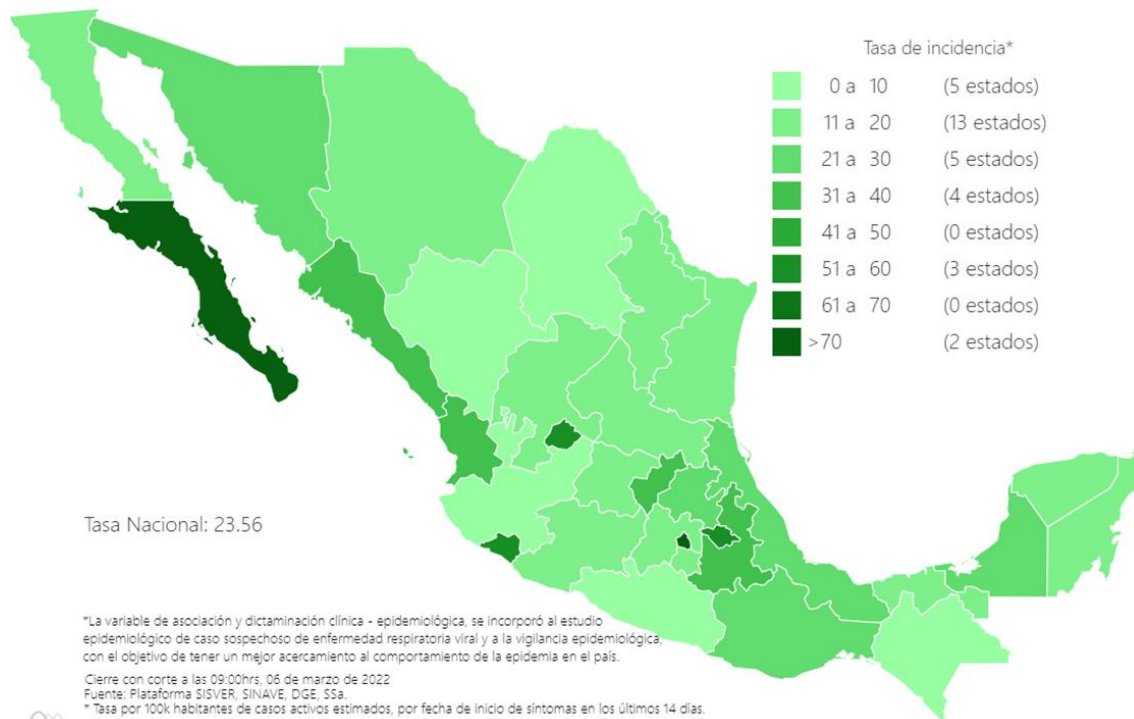 Tasa de incidencia*
0 a 10 (5 estados)
11 a 20 (13 estados)
21 a 30 (5 estados)
31 a 40 (4 estados)
41 a 50 (0 estados)
51 a 60 (3 estados)
61 a 70 (0 estados)
>70 (2 estados)
Tasa Nacional: 23.56
*La variable de asociación y dictaminación clínica - epidemiológica, se incorporó al estudio
epidemiológico de caso sospechoso de enfermedad respiratoria viral y a la vigilancia epidemiológica,
con el objetivo de tener un mejor acercamiento al comportamiento de la epidemia en el país.
Cierre con corte a las 09:00hrs, 06 de marzo de 2022
Fuente: Plataforma SISVER, SINAVE, DGE, SSa.
* Tasa por 100k habitantes de casos activos estimados, por fecha de inicio de síntomas en los últimos 14 días.